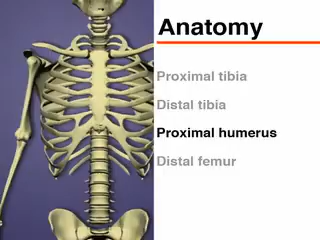 Anatomy
Proximal tibia
Distal tibia
Proximal humerus
Distal femur